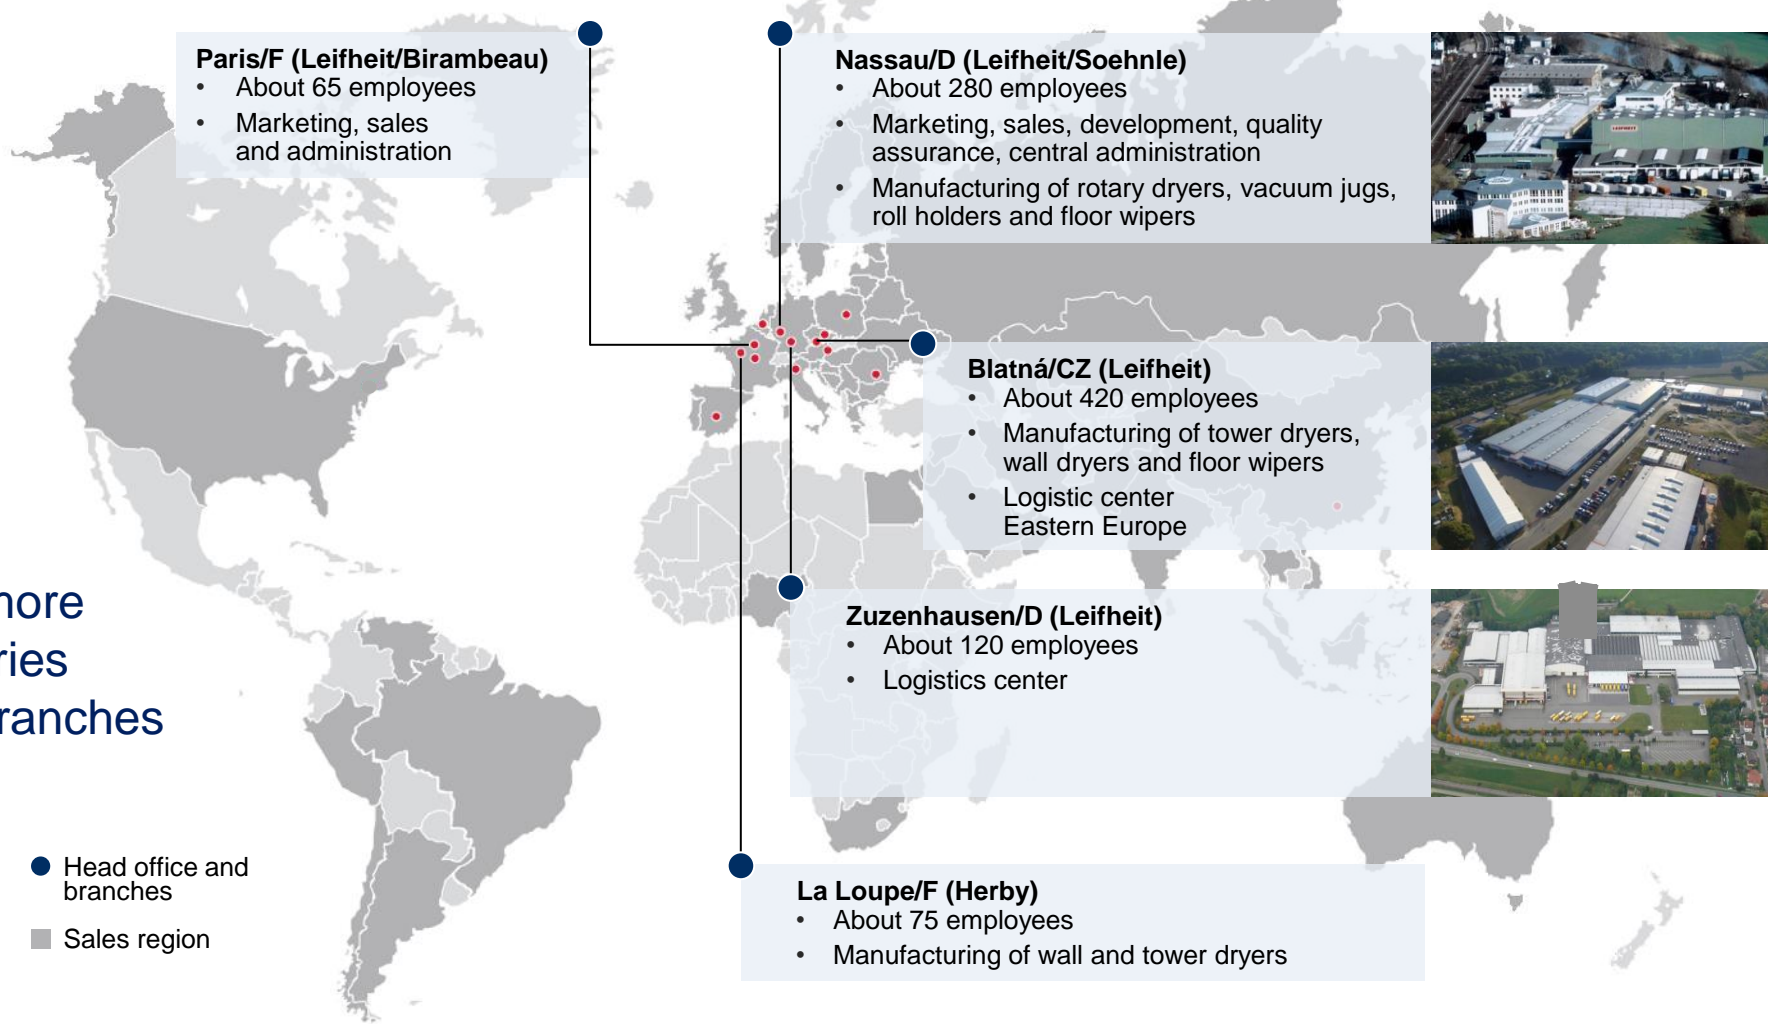 Paris/F (Leifheit/Birambeau)
• About 65 employees
• Marketing, sales
and administration
Nassau/D (Leifheit/Soehnle)
• About 280 employees
• Marketing, sales, development, quality
assurance, central administration
• Manufacturing of rotary dryers, vacuum jugs,
roll holders and floor wipers
LEIFHEIT
Blatná/CZ (Leifheit)
• About 420 employees
• Manufacturing of tower dryers,
wall dryers and floor wipers
• Logistic center
Eastern Europe
Zuzenhausen/D (Leifheit)
• About 120 employees
• Logistics center
La Loupe/F (Herby)
• About 75 employees
• Manufacturing of wall and tower dryers
Head office and
branches
Sales region